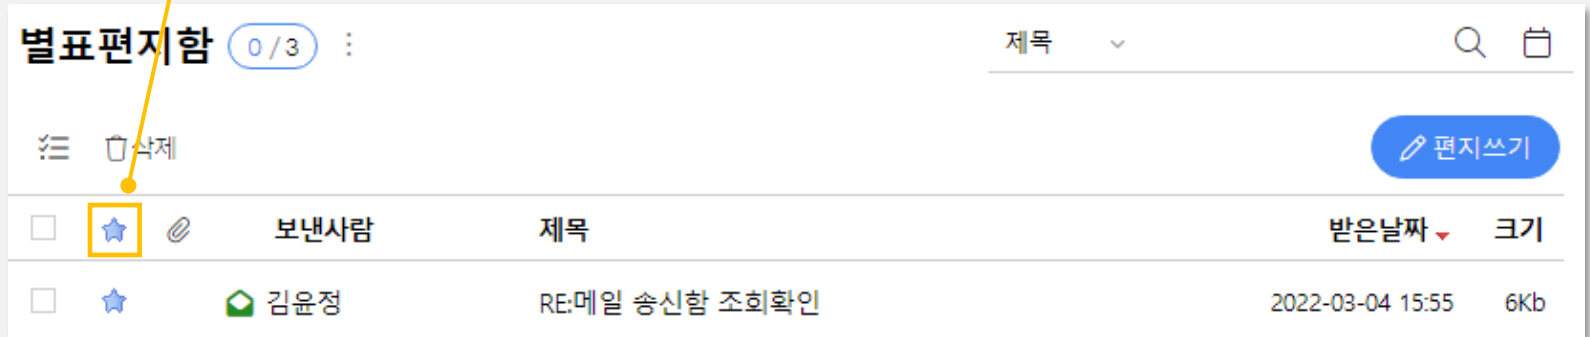 별표편지함 0 / 3
제목
삭제
편지쓰기
보낸사람 제목 받은날짜 크기
김윤정 RE:메일 송신함 조회확인 2022-03-04 15:55 6Kb